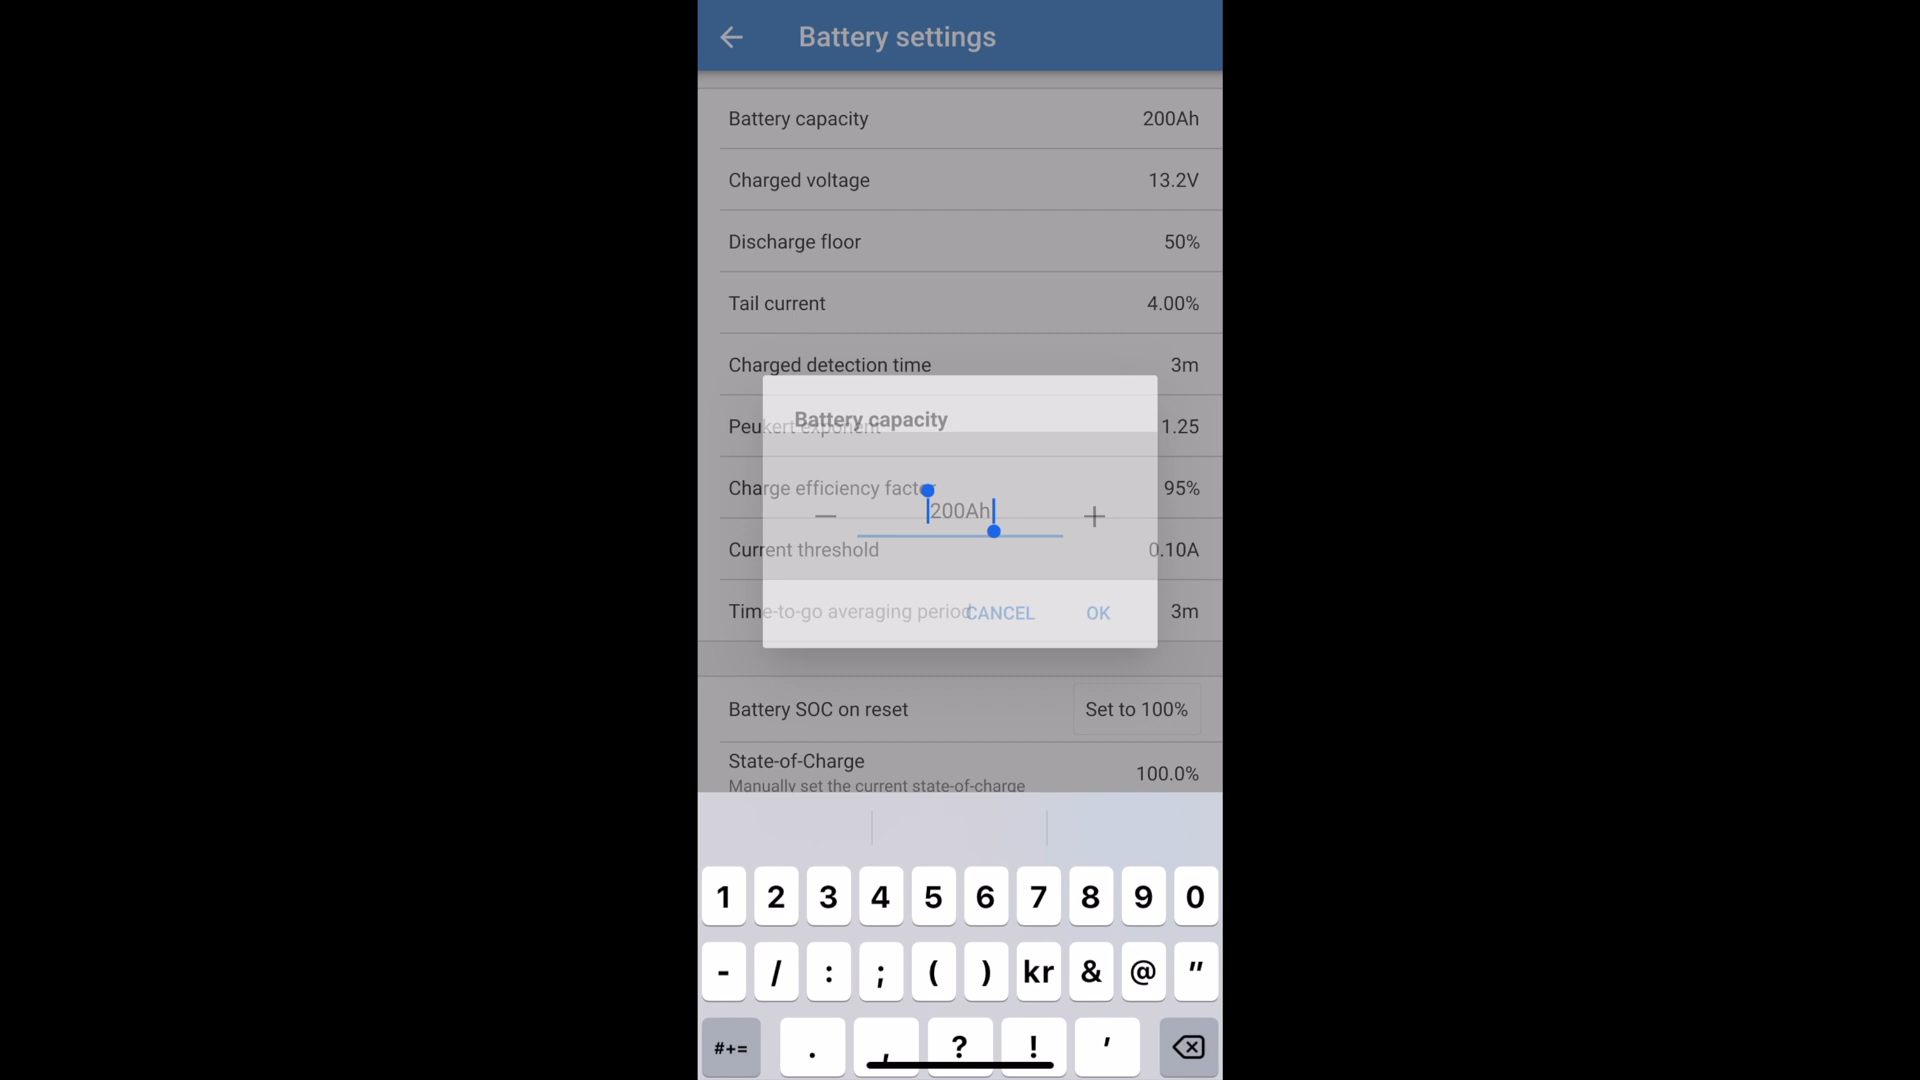 Battery settings
Battery capacity 200Ah
Charged voltage 13.2V
Discharge floor 50%
Tail current 4.00%
Charged detection time 3m
Peukert exponent 1.25
Battery capacity
Charge efficiency factor 95%
200Ah
Current threshold 0.10A
Time-to-go averaging period 3m
CANCEL OK
Battery SOC on reset Set to 100%
State-of-Charge 100.0%
Manually set the current state-of-charge
1 2 3 4 5 6 7 8 9 0
- / : ; ( ) kr & @ "
#+= . , ? ! '